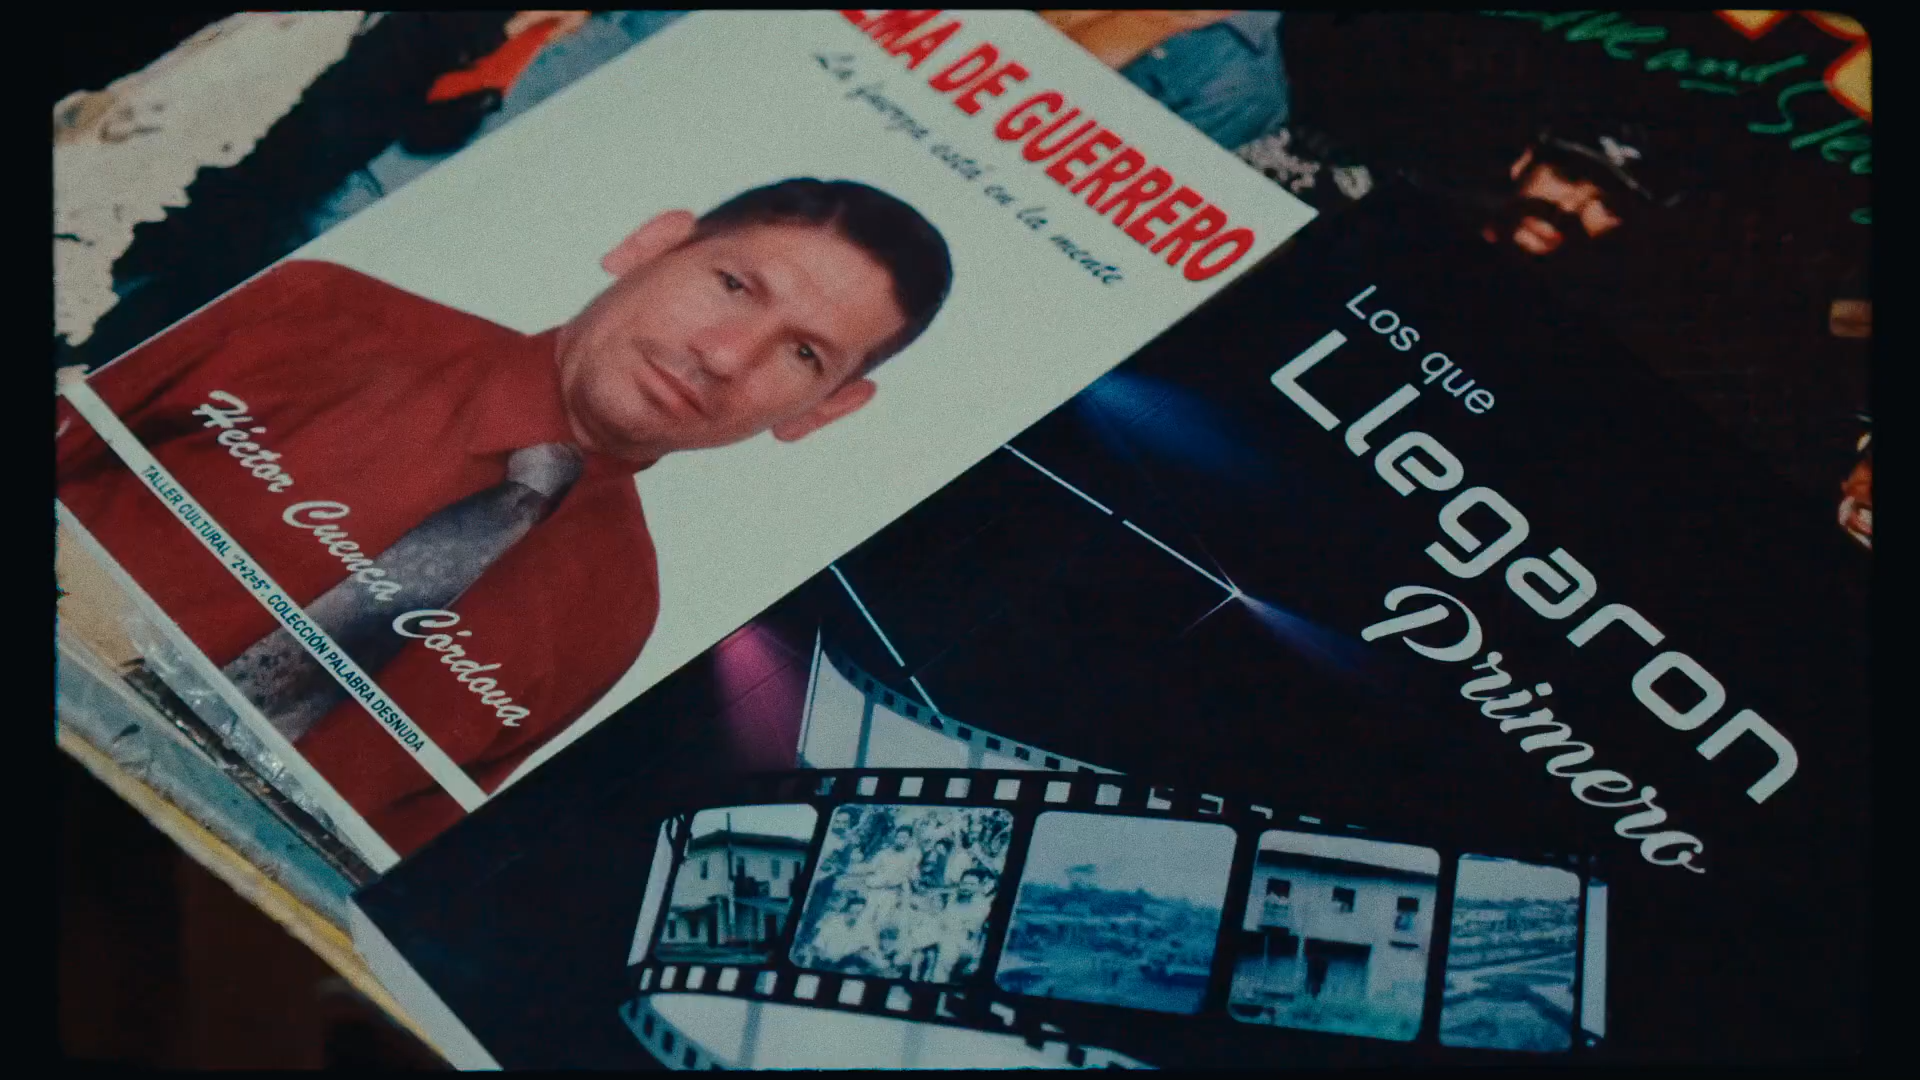 DE GUERRERO
La fuerza está en la mente
Héctor Cuenca Córdova
TALLER CULTURAL "2+2=5". COLECCIÓN PALABRA DESNUDA
Los que
Llegaron
Primero
and